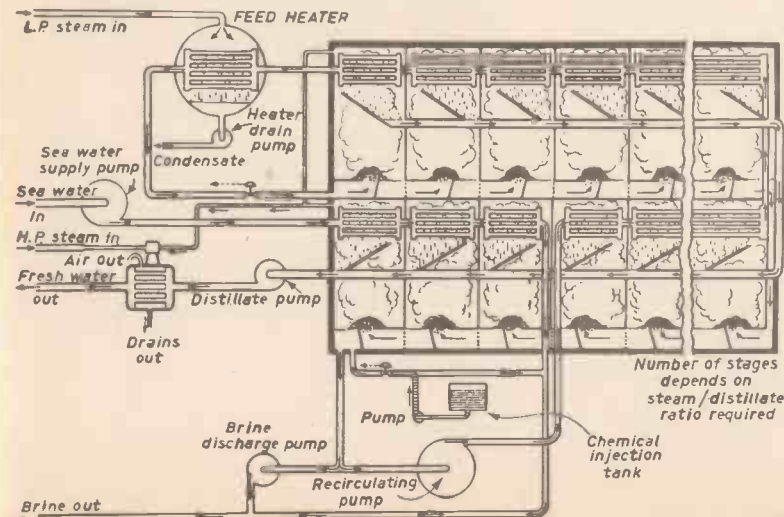 L.P. steam in
FEED HEATER
Heater
drain
pump
Condensate
Sea water
supply pump
Sea water
in
H.P. steam in
Air out
Fresh water
out
Distillate pump
Drains
out
Number of stages
depends on
steam/distillate
ratio required
Pump
Chemical
injection
tank
Brine
discharge pump
Recirculating
pump
Brine out